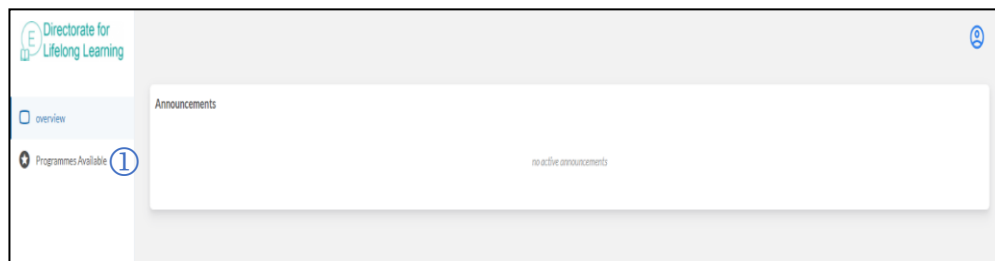 Directorate for
Lifelong Learning
overview
Programmes Available ①
Announcements
no active announcements